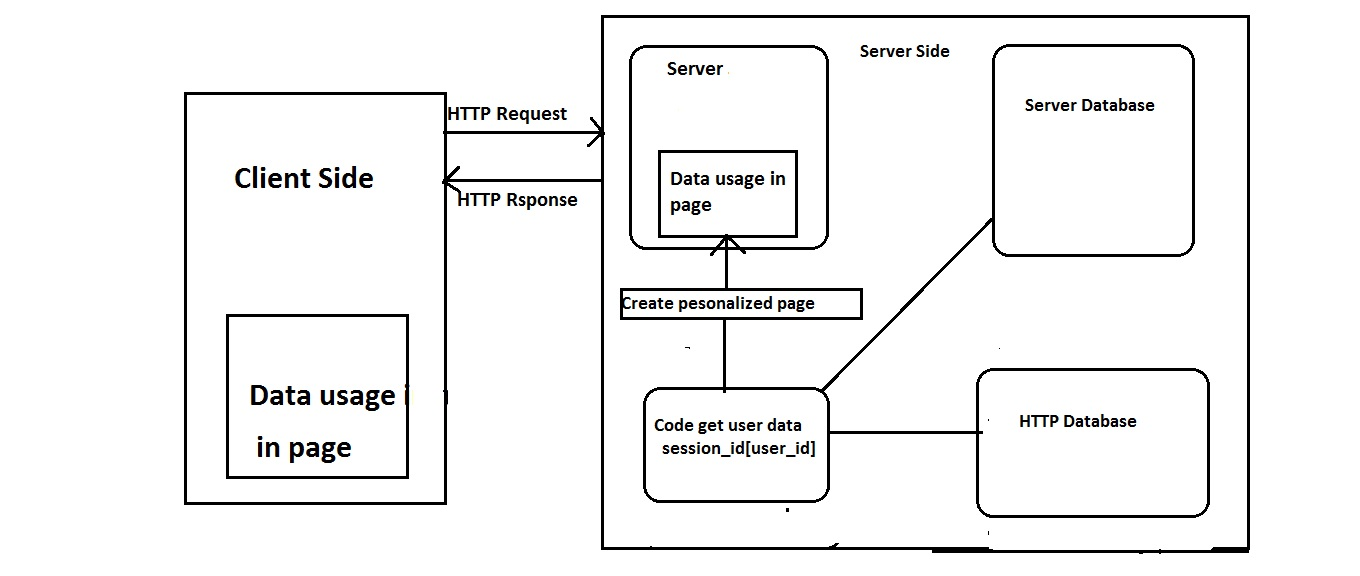 Server Side
Server
Server Database
HTTP Request
Client Side
Data usage in
page
HTTP Rsponse
Create pesonalized page
Data usage
in page
Code get user data
session_id[user_id]
HTTP Database